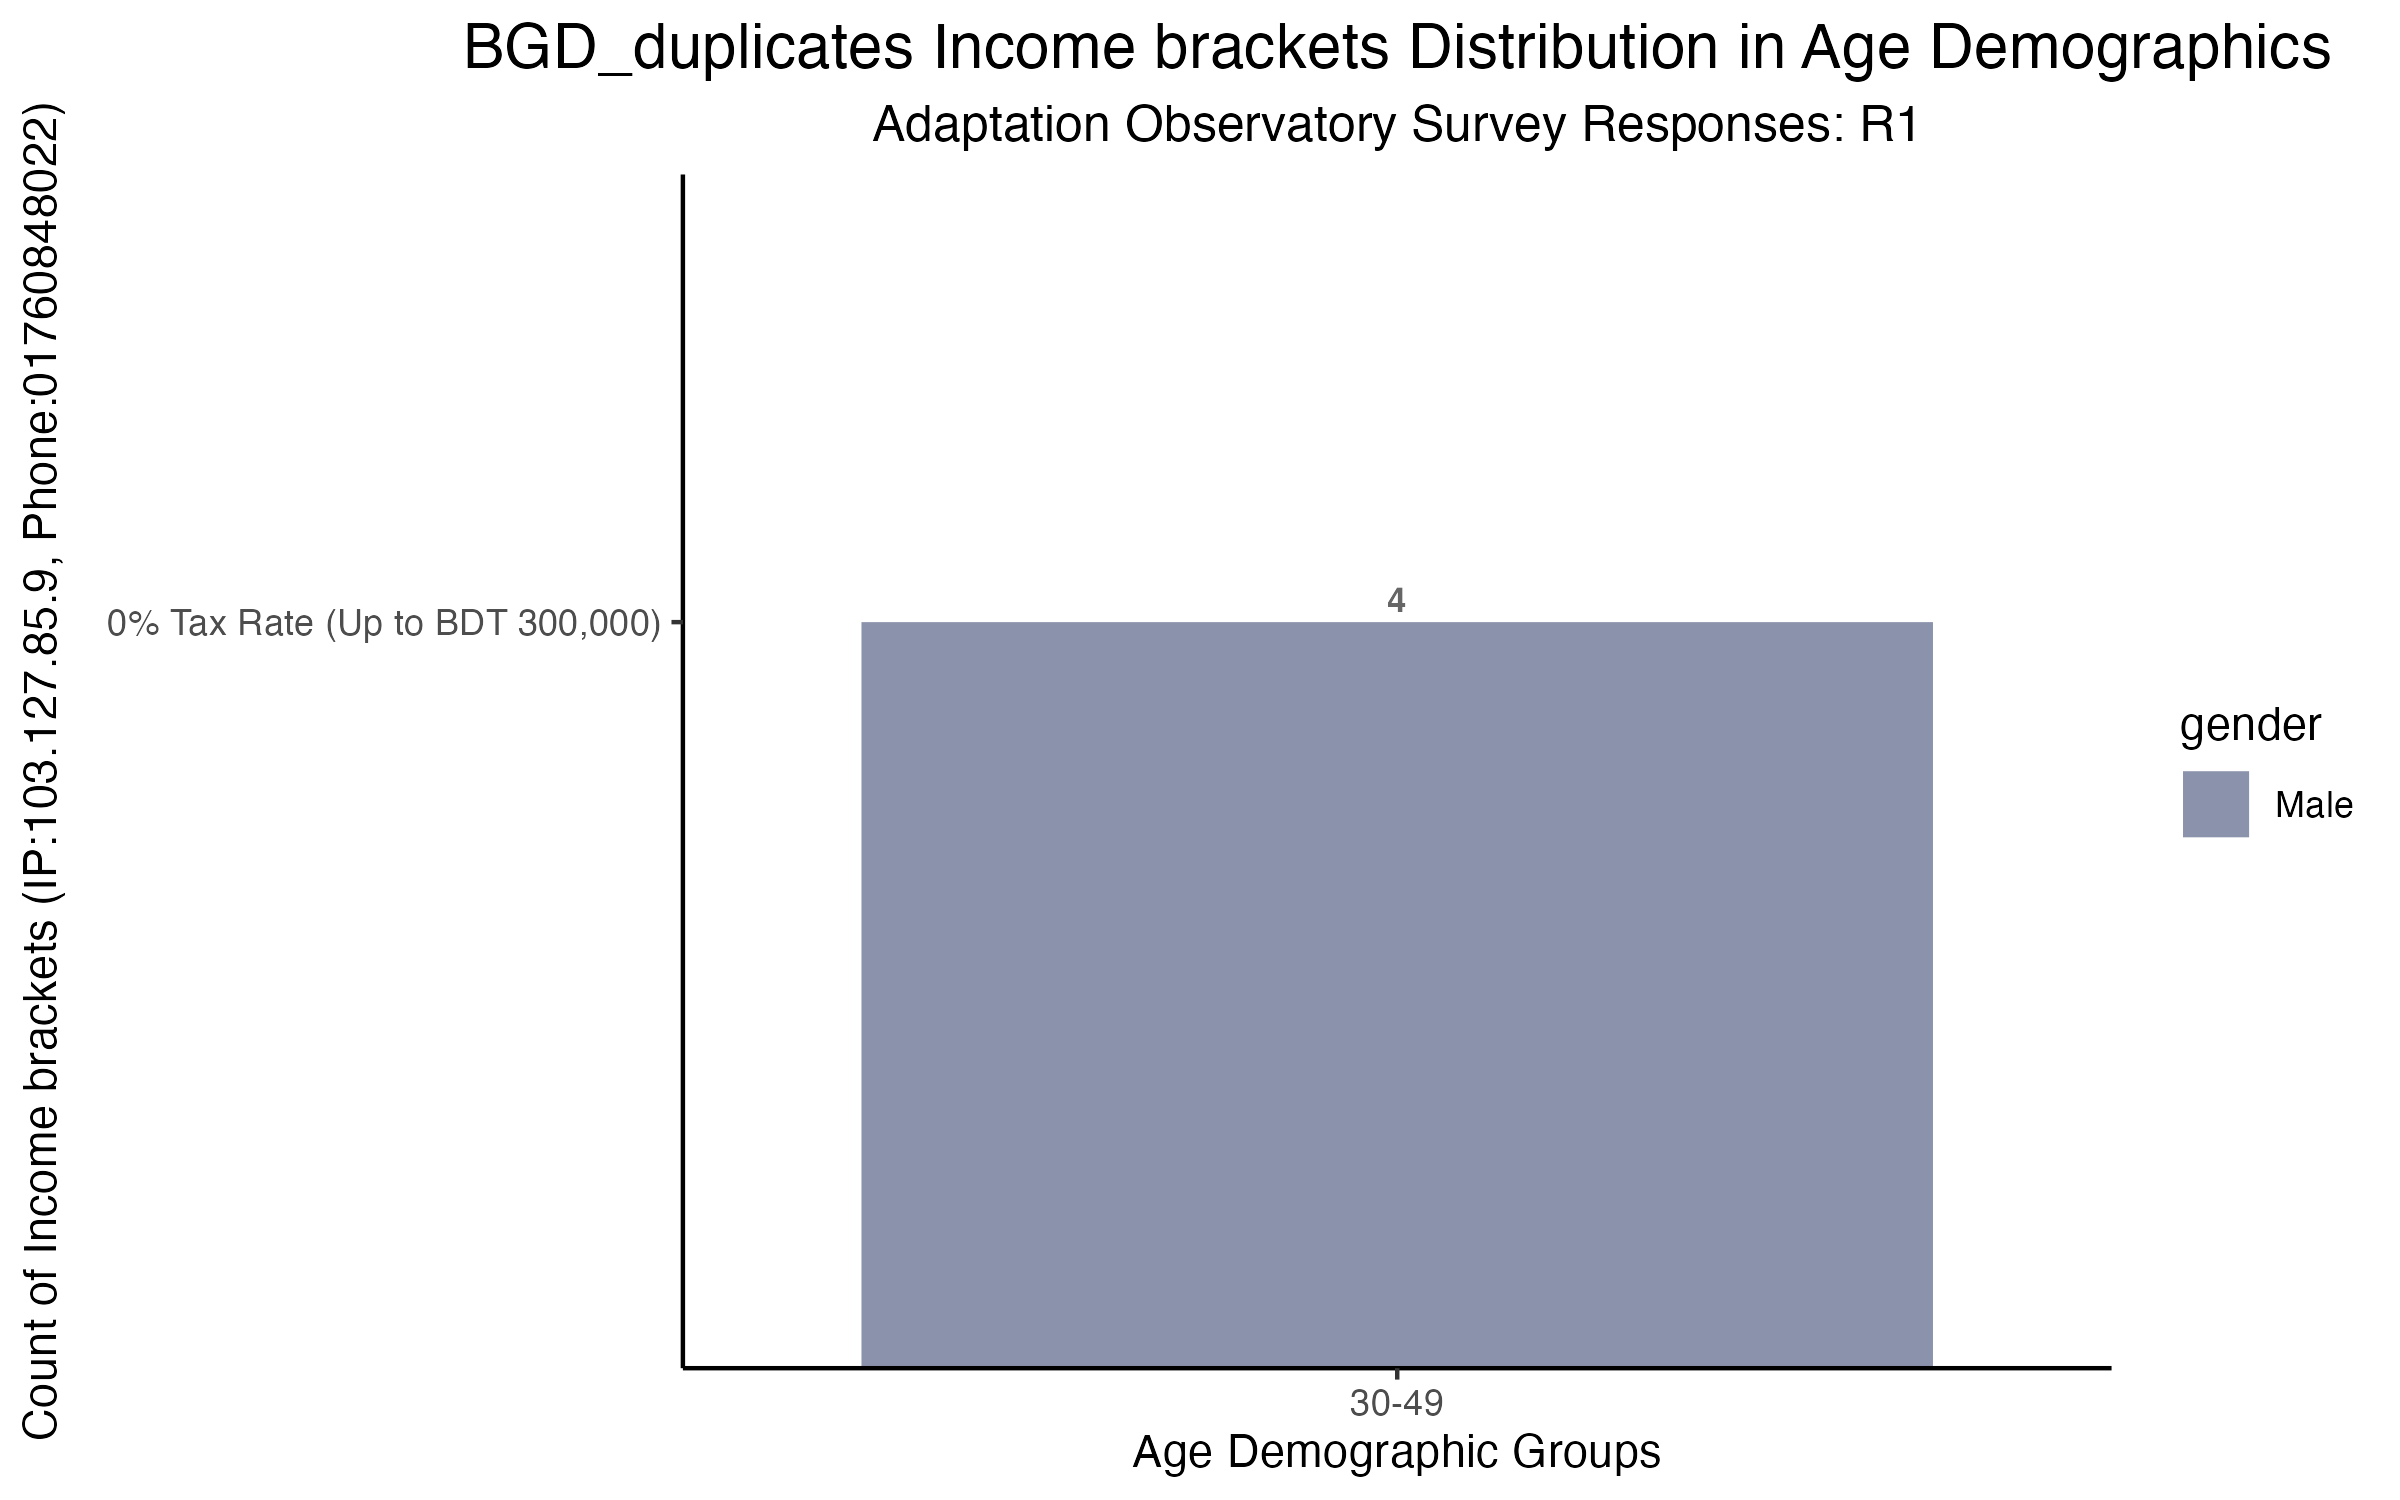 BGD_duplicates Income brackets Distribution in Age Demographics
Adaptation Observatory Survey Responses: R1
Count of Income brackets (IP:103.127.85.9, Phone:01760848022)
0% Tax Rate (Up to BDT 300,000)
4
gender
Male
30-49
Age Demographic Groups